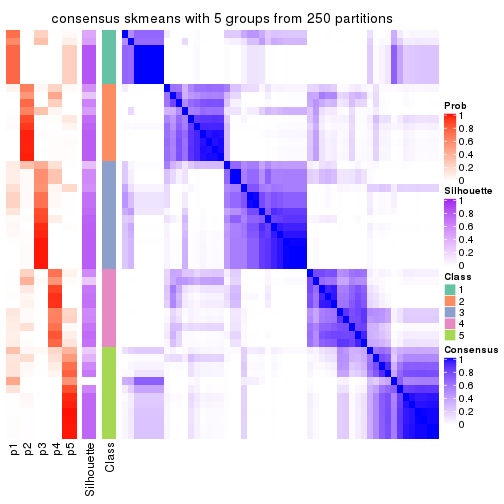 consensus skmeans with 5 groups from 250 partitions
Prob
1
0.8
0.6
0.4
0.2
0
Silhouette
1
0.8
0.6
0.4
0.2
0
Class
1
2
3
4
5
Consensus
1
0.8
0.6
0.4
0.2
0
p1
p2
p3
p4
p5
Silhouette
Class